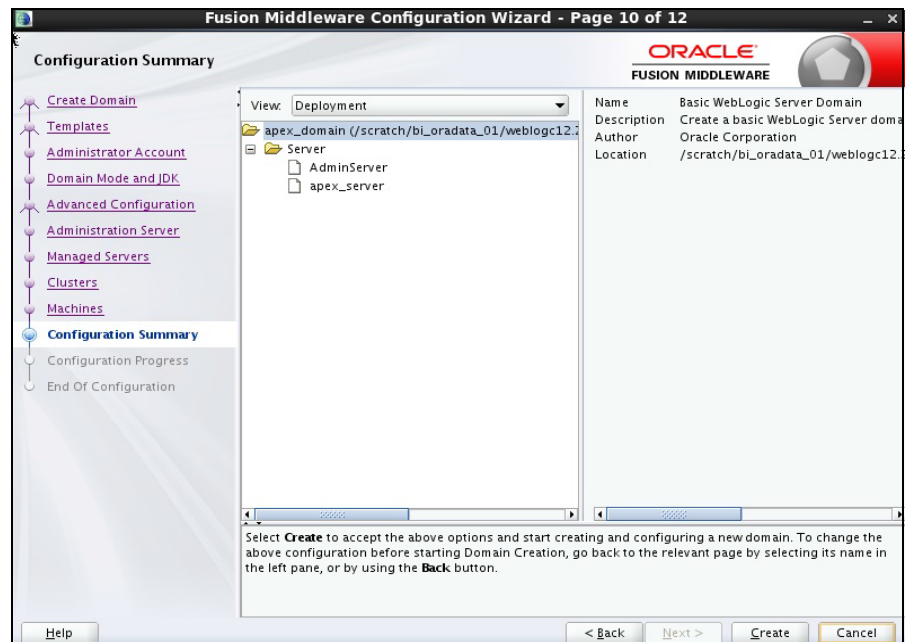 Fusion Middleware Configuration Wizard - Page 10 of 12
Configuration Summary
ORACLE
FUSION MIDDLEWARE
Create Domain
Templates
Administrator Account
Domain Mode and JDK
Advanced Configuration
Administration Server
Managed Servers
Clusters
Machines
Configuration Summary
Configuration Progress
End Of Configuration
View: Deployment
apex_domain (/scratch/bi_oradata_01/weblogc12.2
Server
AdminServer
apex_server
Name Basic WebLogic Server Domain
Description Create a basic WebLogic Server doma
Author Oracle Corporation
Location /scratch/bi_oradata_01/weblogc12.
Select Create to accept the above options and start creating and configuring a new domain. To change the
above configuration before starting Domain Creation, go back to the relevant page by selecting its name in
the left pane, or by using the Back button.
Help
< Back
Next >
Create
Cancel